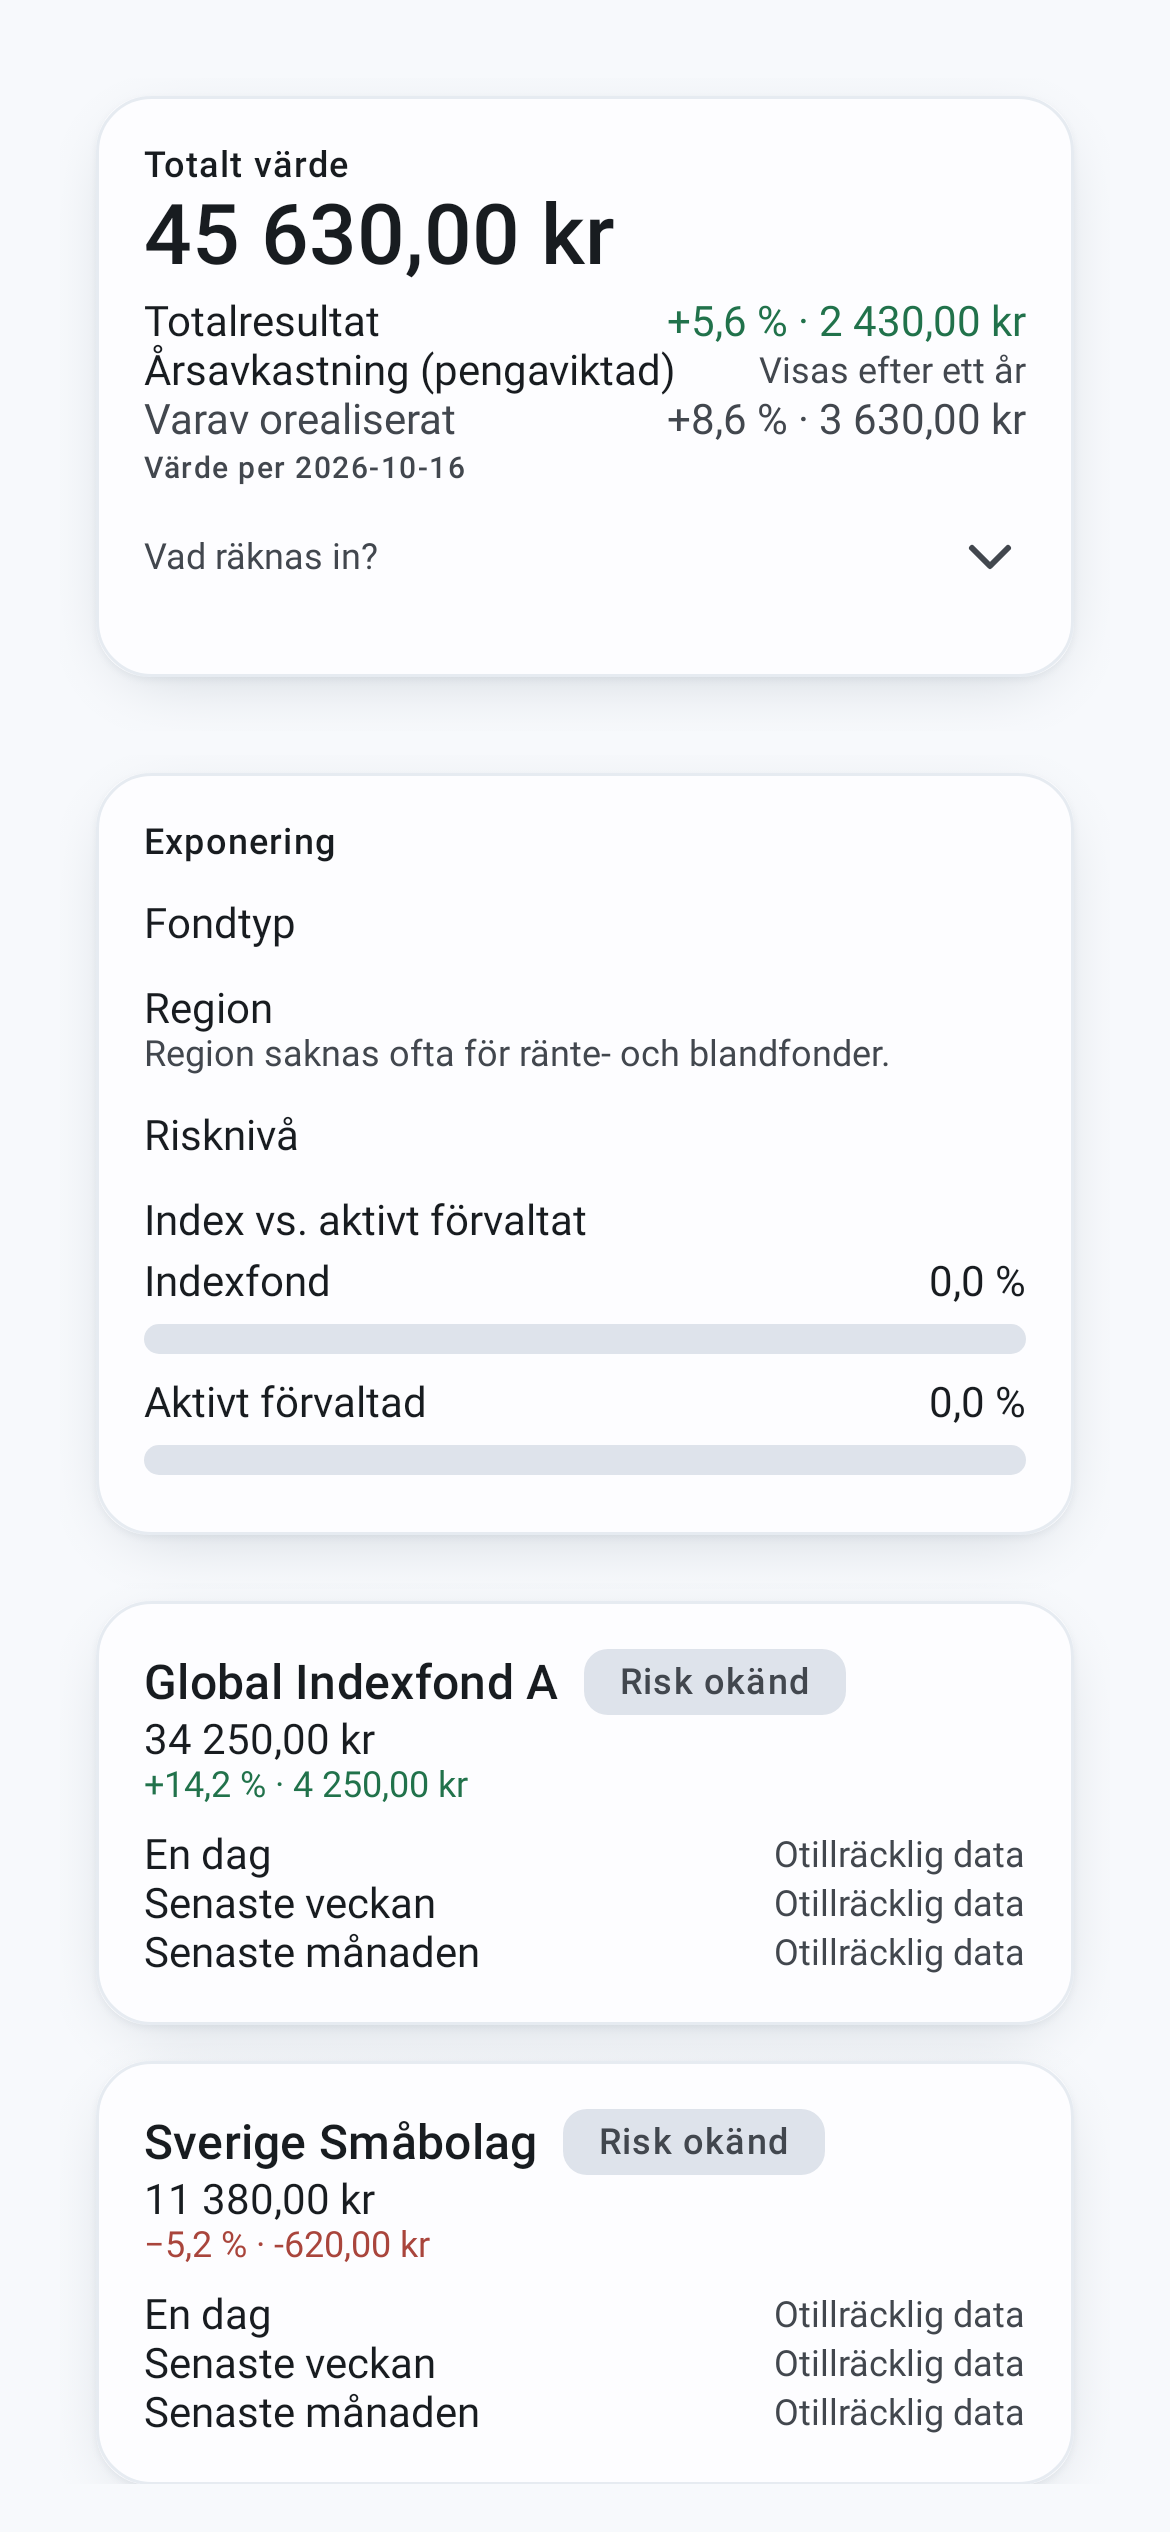 Totalt värde
45 630,00 kr
Totalresultat +5,6 % · 2 430,00 kr
Årsavkastning (pengaviktad) Visas efter ett år
Varav orealiserat +8,6 % · 3 630,00 kr
Värde per 2026-10-16
Vad räknas in?
Exponering
Fondtyp
Region
Region saknas ofta för ränte- och blandfonder.
Risknivå
Index vs. aktivt förvaltat
Indexfond 0,0 %
Aktivt förvaltad 0,0 %
Global Indexfond A Risk okänd
34 250,00 kr
+14,2 % · 4 250,00 kr
En dag Otillräcklig data
Senaste veckan Otillräcklig data
Senaste månaden Otillräcklig data
Sverige Småbolag Risk okänd
11 380,00 kr
−5,2 % · -620,00 kr
En dag Otillräcklig data
Senaste veckan Otillräcklig data
Senaste månaden Otillräcklig data